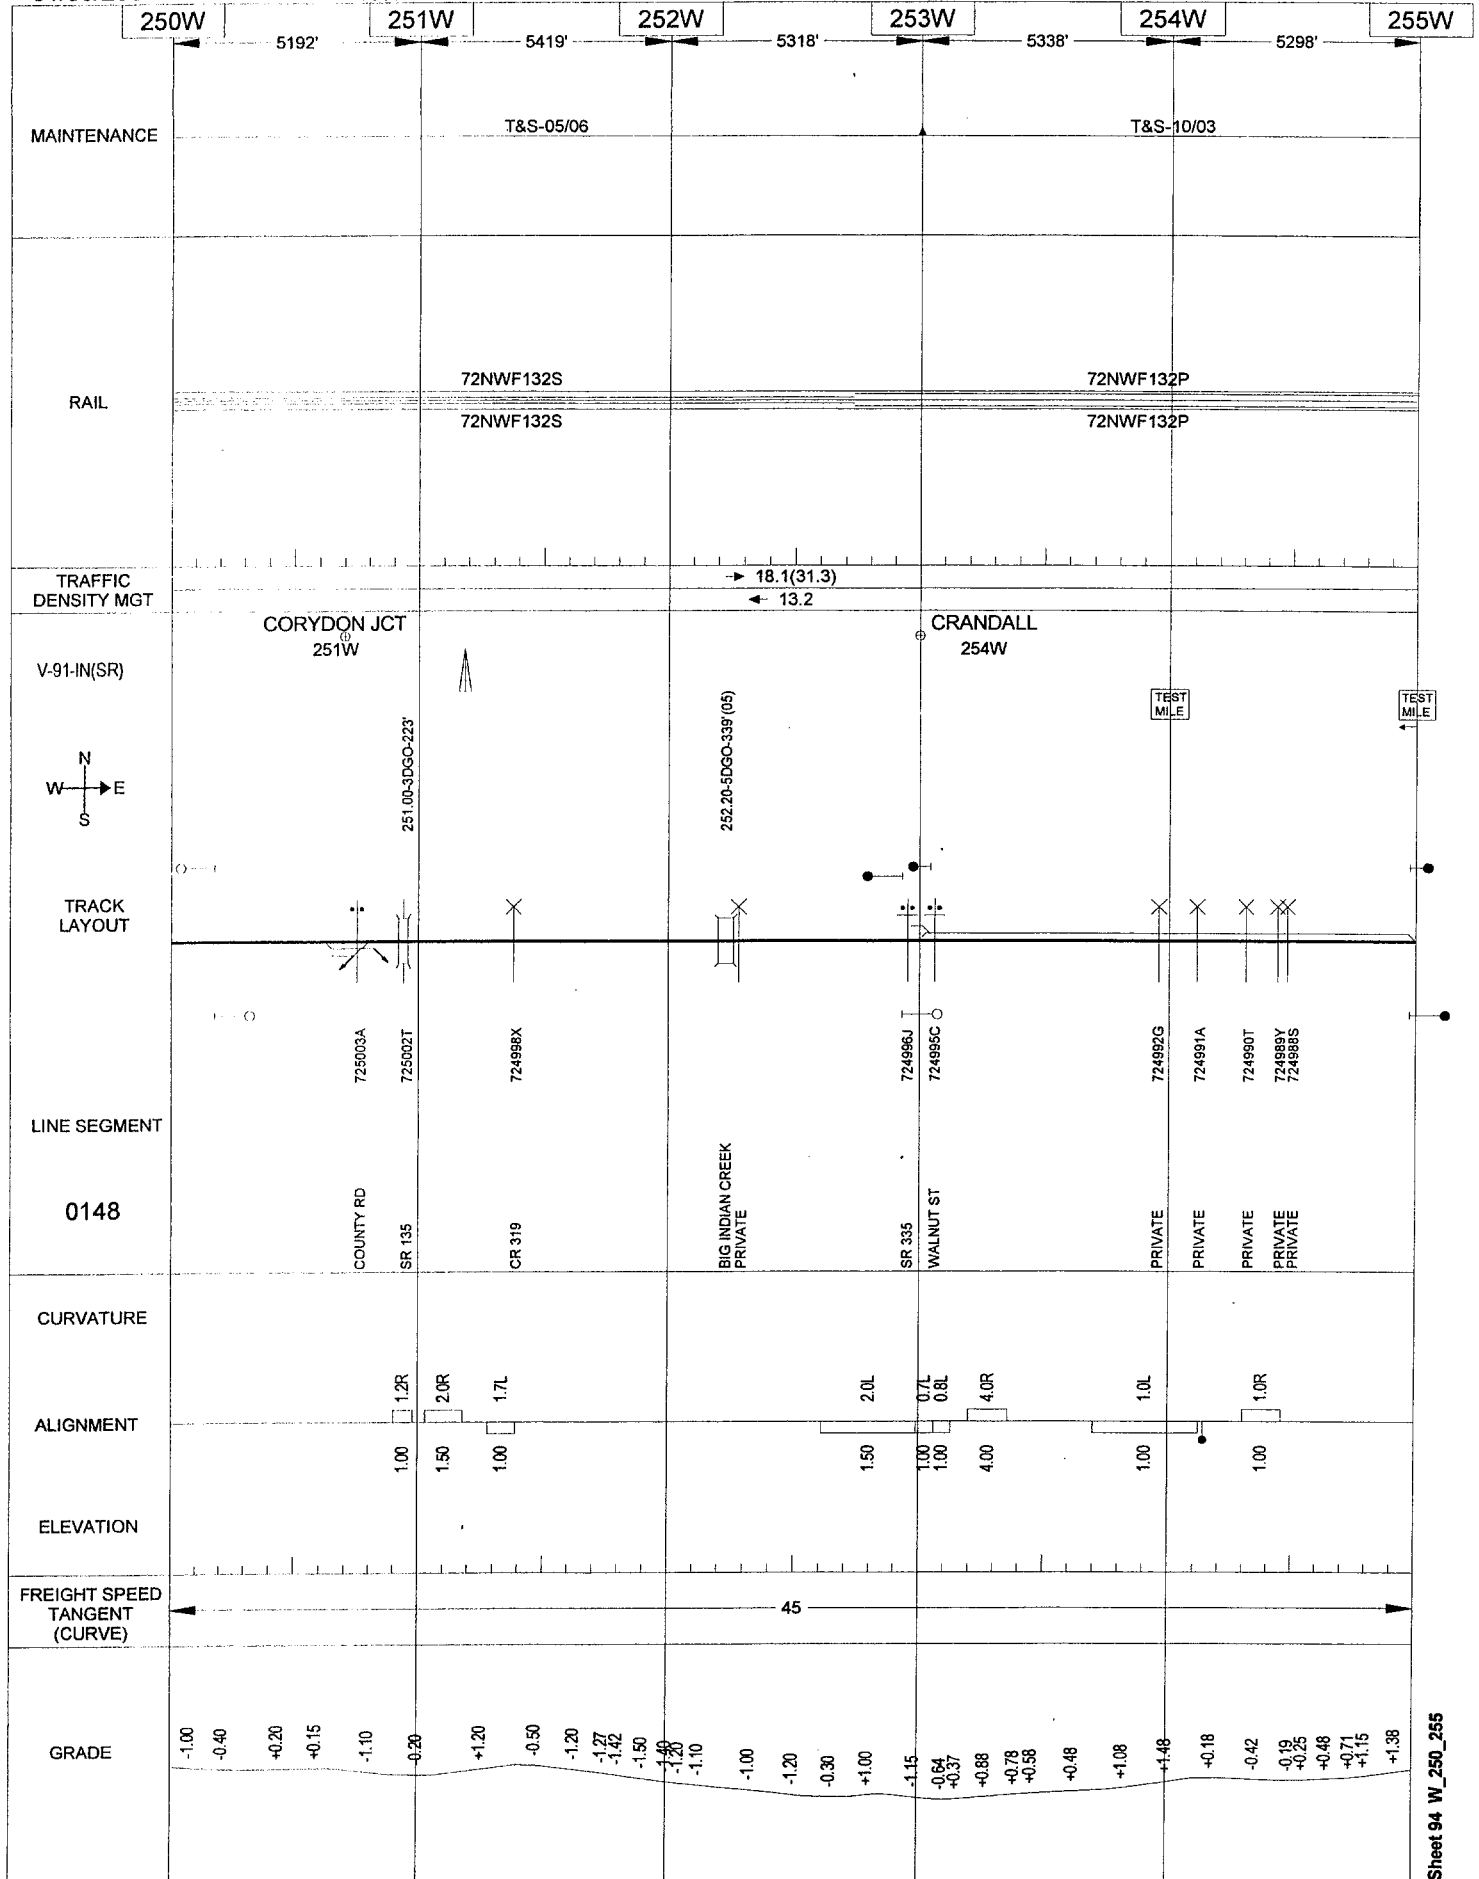 250W 251W 252W 253W 254W 255W
5192' 5419' 5318' 5338' 5298'
MAINTENANCE
T&S-05/06 T&S-10/03
RAIL
72NWF132S 72NWF132P
72NWF132S 72NWF132P
TRAFFIC
DENSITY MGT
18.1(31.3)
13.2
CORYDON JCT
251W
CRANDALL
254W
V-91-IN(SR)
N
W E
S
251.00-3DGO-223'
252.20-5DGO-339'(05)
TEST
MILE
TEST
MILE
TRACK
LAYOUT
725003A
725002T
724998X
724996J
724995C
724992G
724991A
724990T
724989Y
724988S
LINE SEGMENT
0148
COUNTY RD
SR 135
CR 319
BIG INDIAN CREEK
PRIVATE
SR 335
WALNUT ST
PRIVATE
PRIVATE
PRIVATE
PRIVATE
PRIVATE
CURVATURE
1.2R 2.0R 1.7L 2.0L 0.7L 0.8L 4.0R 1.0L 1.0R
ALIGNMENT
1.00 1.50 1.00 1.50 1.00 1.00 4.00 1.00 1.00
ELEVATION
FREIGHT SPEED
TANGENT
(CURVE)
45
GRADE
-1.00 -0.40 +0.20 +0.15 -1.10 -0.20 +1.20 -0.50 -1.20 -1.27 -1.42 -1.50 -1.40 -1.20 -1.10 -1.00 -1.20 -0.30 +1.00 -1.15 -0.64 +0.37 +0.88 +0.78 +0.58 +0.48 +1.08 +1.48 +0.18 -0.42 -0.19 +0.25 +0.48 +0.71 +1.15 +1.38
Sheet 94 W_250_255